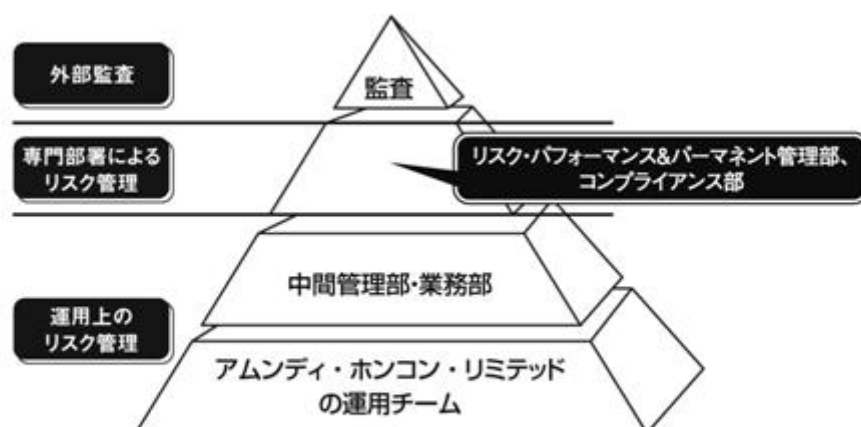 外部監査
監査
専門部署による
リスク管理
リスク・パフォーマンス&パーマネント管理部、
コンプライアンス部
中間管理部・業務部
運用上の
リスク管理
アムンディ・ホンコン・リミテッド
の運用チーム